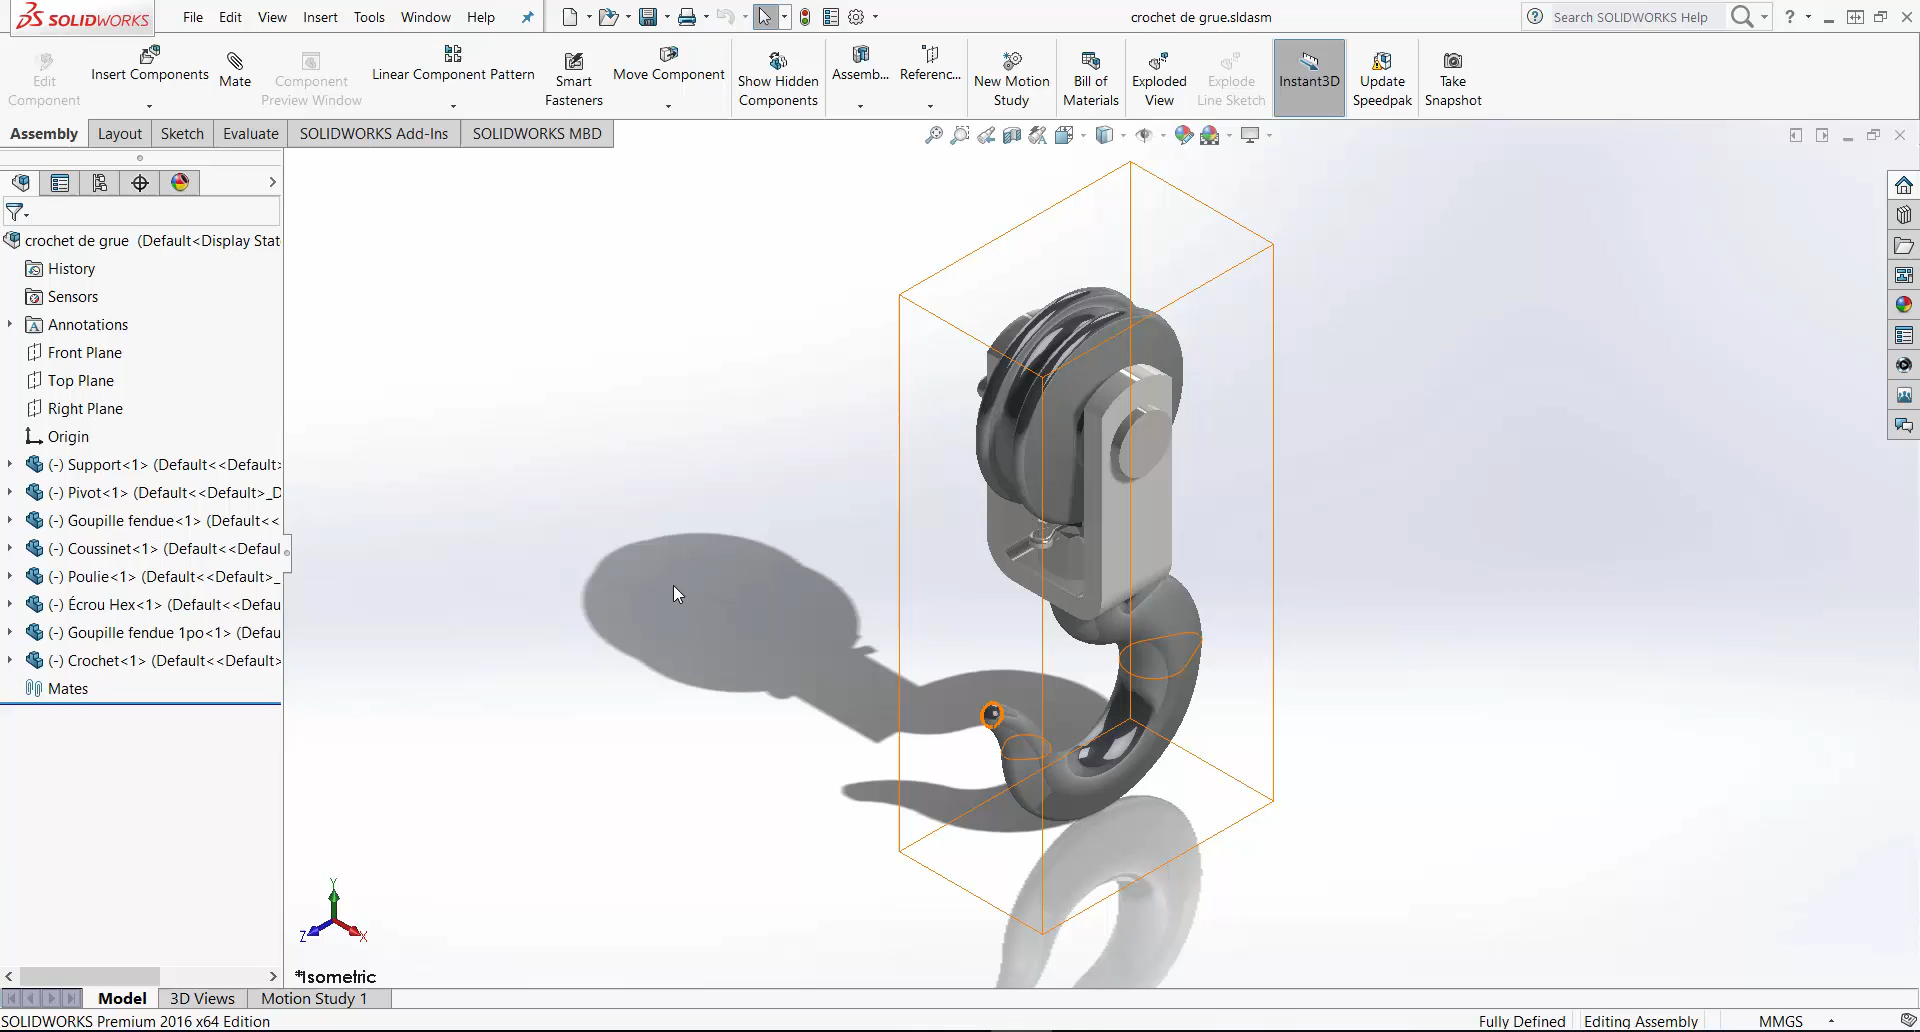 SOLIDWORKS
File Edit View Insert Tools Window Help
crochet de grue.sldasm
Search SOLIDWORKS Help
Edit Component
Insert Components
Mate
Component Preview Window
Linear Component Pattern
Smart Fasteners
Move Component
Show Hidden Components
Assemb...
Referenc...
New Motion Study
Bill of Materials
Exploded View
Explode Line Sketch
Instant3D
Update Speedpak
Take Snapshot
Assembly Layout Sketch Evaluate SOLIDWORKS Add-Ins SOLIDWORKS MBD
crochet de grue (Default<Display Stat
History
Sensors
Annotations
Front Plane
Top Plane
Right Plane
Origin
(-) Support<1> (Default<<Default>
(-) Pivot<1> (Default<<Default>_D
(-) Goupille fendue<1> (Default<<
(-) Coussinet<1> (Default<<Defaul
(-) Poulie<1> (Default<<Default>_
(-) Écrou Hex<1> (Default<<Defau
(-) Goupille fendue 1po<1> (Defau
(-) Crochet<1> (Default<<Default>
Mates
Y
Z
X
*Isometric
Model 3D Views Motion Study 1
SOLIDWORKS Premium 2016 x64 Edition
Fully Defined Editing Assembly MMGS